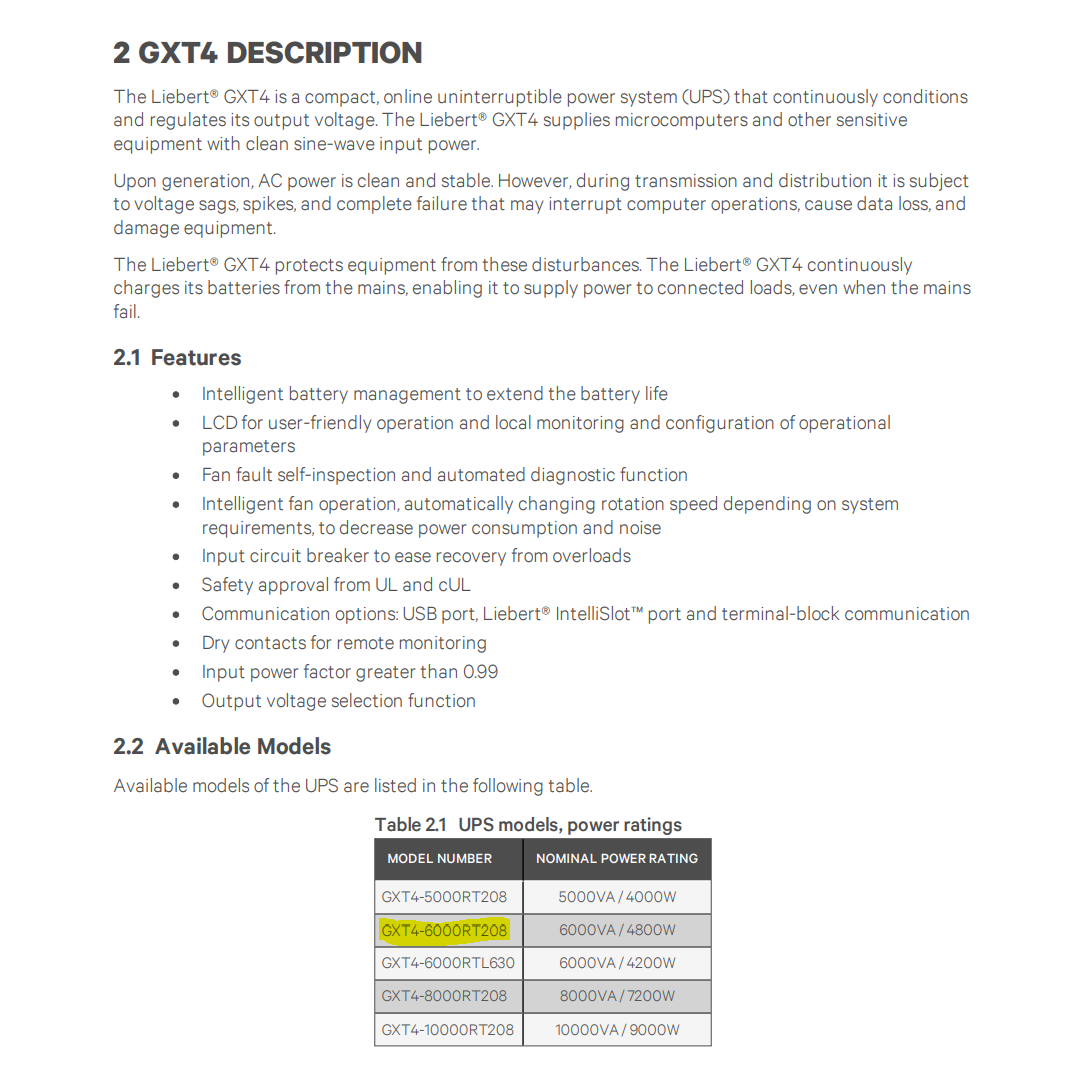 2 GXT4 DESCRIPTION
The Liebert® GXT4 is a compact, online uninterruptible power system (UPS) that continuously conditions
and regulates its output voltage. The Liebert® GXT4 supplies microcomputers and other sensitive
equipment with clean sine-wave input power.
Upon generation, AC power is clean and stable. However, during transmission and distribution it is subject
to voltage sags, spikes, and complete failure that may interrupt computer operations, cause data loss, and
damage equipment.
The Liebert® GXT4 protects equipment from these disturbances. The Liebert® GXT4 continuously
charges its batteries from the mains, enabling it to supply power to connected loads, even when the mains
fail.
2.1 Features
• Intelligent battery management to extend the battery life
• LCD for user-friendly operation and local monitoring and configuration of operational
parameters
• Fan fault self-inspection and automated diagnostic function
• Intelligent fan operation, automatically changing rotation speed depending on system
requirements, to decrease power consumption and noise
• Input circuit breaker to ease recovery from overloads
• Safety approval from UL and cUL
• Communication options: USB port, Liebert® IntelliSlot™ port and terminal-block communication
• Dry contacts for remote monitoring
• Input power factor greater than 0.99
• Output voltage selection function
2.2 Available Models
Available models of the UPS are listed in the following table.
Table 2.1 UPS models, power ratings
MODEL NUMBER NOMINAL POWER RATING
GXT4-5000RT208 5000VA / 4000W
GXT4-6000RT208 6000VA / 4800W
GXT4-6000RTL630 6000VA / 4200W
GXT4-8000RT208 8000VA / 7200W
GXT4-10000RT208 10000VA / 9000W